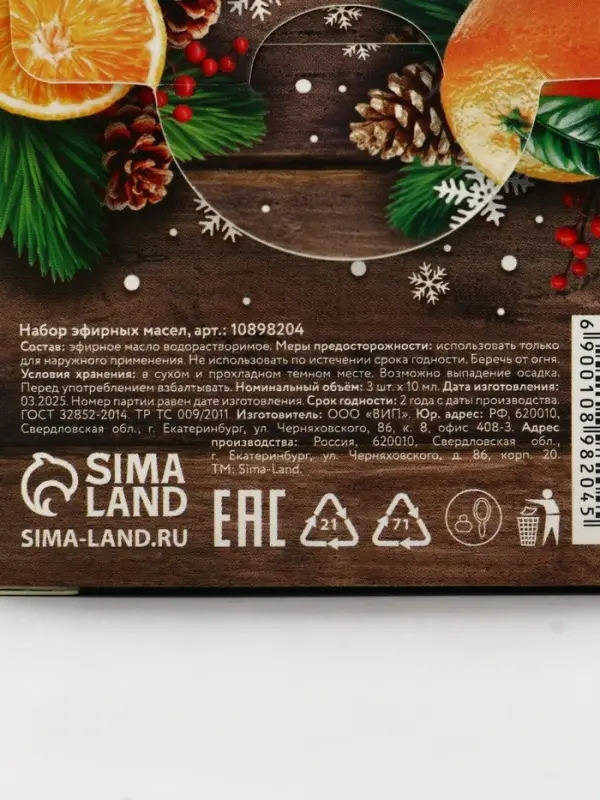 Набор эфирных масел, арт.: 10898204
Состав: эфирное масло водорастворимое. Меры предосторожности: использовать только
для наружного применения. Не использовать по истечении срока годности. Беречь от огня.
Условия хранения: в сухом и прохладном темном месте. Возможно выпадение осадка.
Перед употреблением взбалтывать. Номинальный объём: 3 шт. х 10 мл. Дата изготовления:
03.2025. Номер партии равен дате изготовления. Срок годности: 2 года с даты производства.
ГОСТ 32852-2014. ТР ТС 009/2011. Изготовитель: ООО «ВИП». Юр. адрес: РФ, 620010,
Свердловская обл., г. Екатеринбург, ул. Черняховского, 86, к. 8, офис 408-3. Адрес
производства: Россия, 620010, Свердловская обл.,
г. Екатеринбург, ул. Черняховского, д. 86, корп. 20.
ТМ: Sima-Land.
SIMA
LAND
SIMA-LAND.RU
EAC
21
71
6 900108 982045